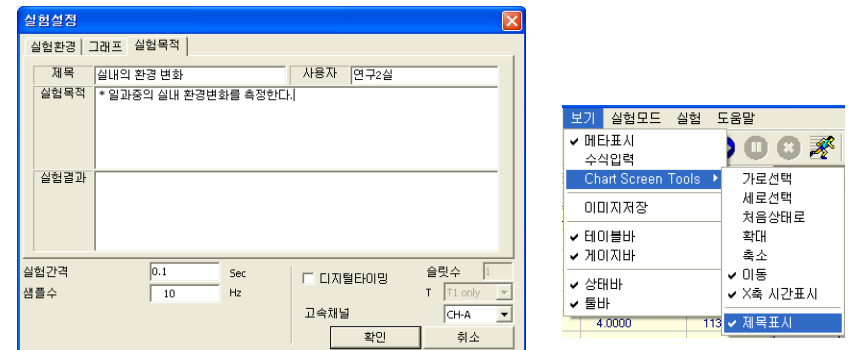 실험설정
실험환경 그래프 실험목적
제목 실내의 환경 변화 사용자 연구2실
실험목적 * 일과중의 실내 환경변화를 측정한다.
실험결과
실험간격 0.1 Sec
샘플수 10 Hz
디지털타이밍
고속채널 CH-A
슬릿수 1
T T1 only
확인 취소
보기 실험모드 실험 도움말
메타표시
수식입력
Chart Screen Tools
이미지저장
테이블바
게이지바
상태바
툴바
가로선택
세로선택
처음상태로
확대
축소
이동
X축 시간표시
제목표시
4.0000 113